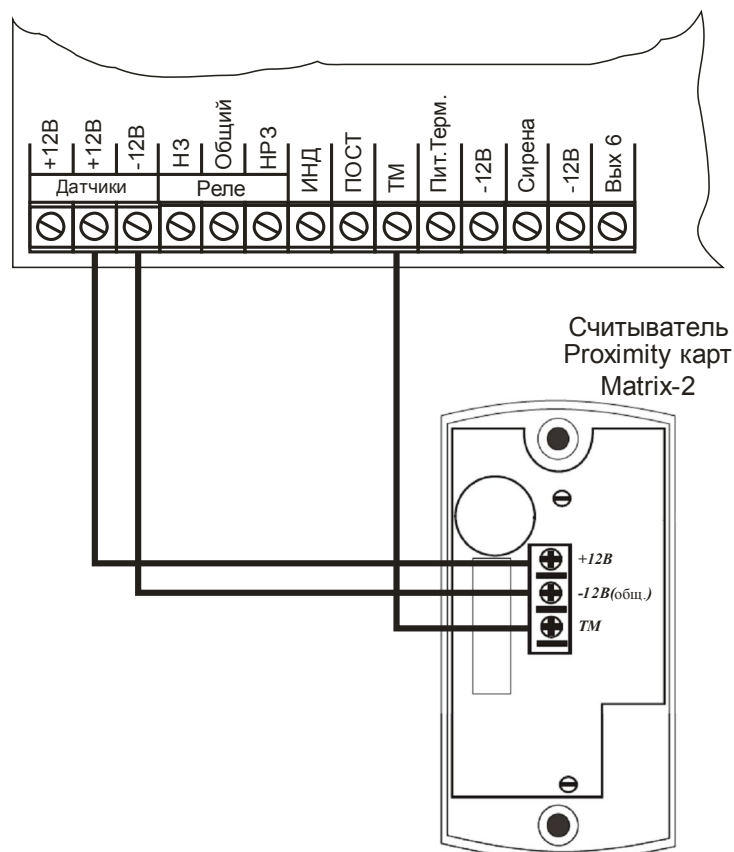 +12В
+12В
-12В
НЗ
Общий
НРЗ
ИНД
ПОСТ
ТМ
Пит.Терм.
-12В
Сирена
-12В
Вых 6
Датчики
Реле
Считыватель
Proximity карт
Matrix-2
+12В
-12В(общ.)
ТМ